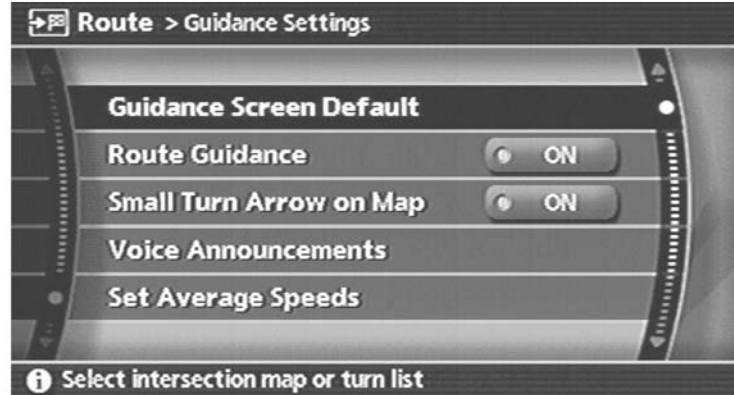 Route > Guidance Settings
Guidance Screen Default
Route Guidance ON
Small Turn Arrow on Map ON
Voice Announcements
Set Average Speeds
i Select intersection map or turn list